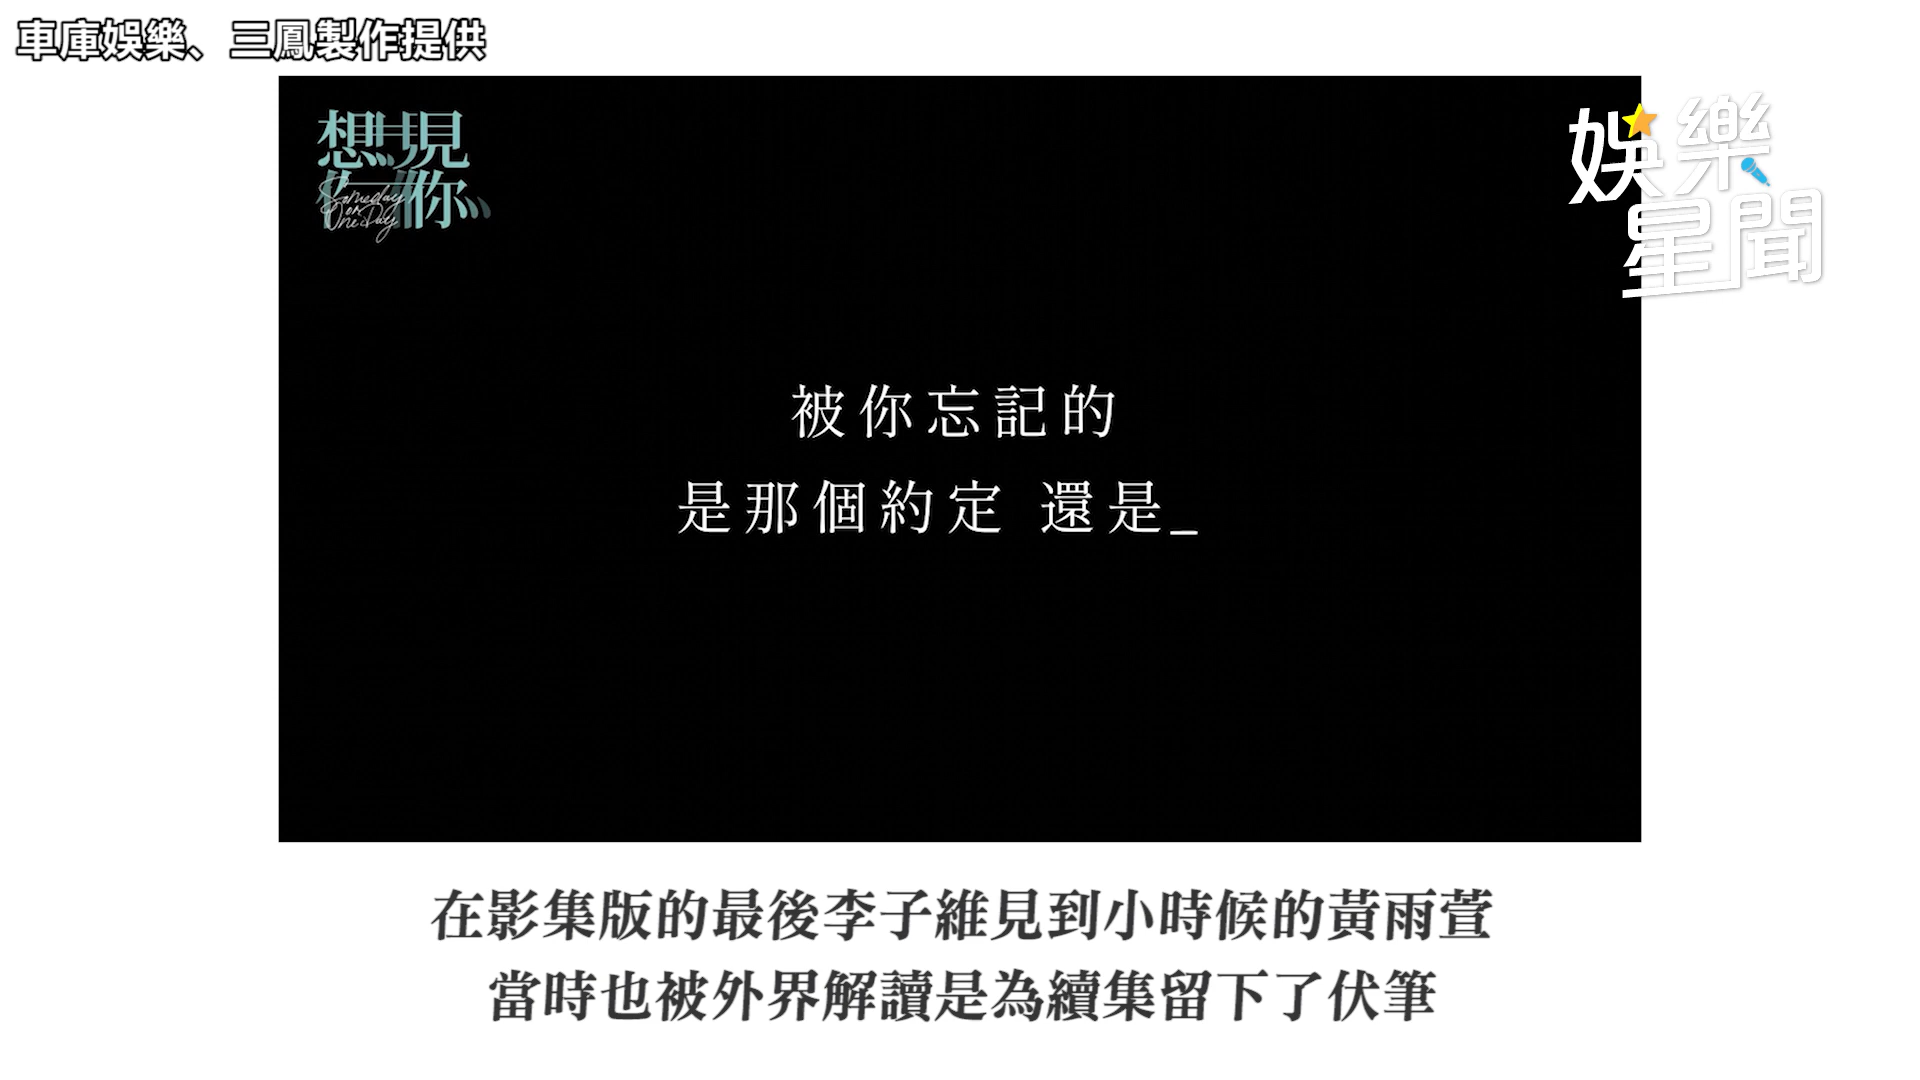 車庫娛樂、三鳳製作提供
想見
你
Someday
or
One Day
娛樂
星聞
被你忘記的
是那個約定 還是_
在影集版的最後李子維見到小時候的黃雨萱
當時也被外界解讀是為續集留下了伏筆